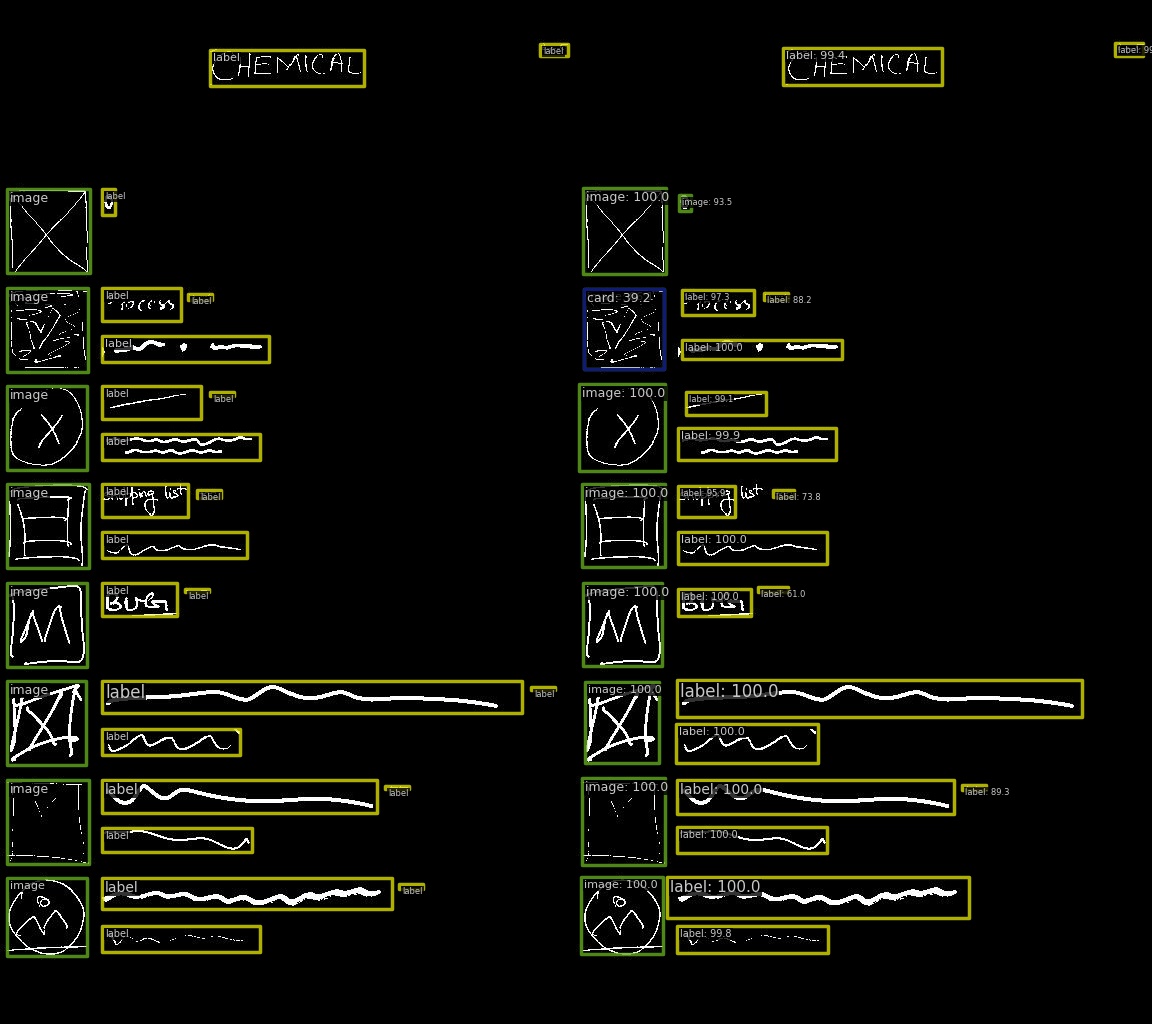 label CHEMICAL label label: 99.4 CHEMICAL label: 99
image label image: 100.0 image: 93.5
image label label card: 39.2 label: 97.3 label: 88.2
label label: 100.0
image label label image: 100.0 label: 99.1
label label: 99.9
image label list label image: 100.0 label: 95.9 list label: 73.8
label label: 100.0
image label BUG label image: 100.0 label: 100.0 BUG label: 61.0
image label label image: 100.0 label: 100.0
label label: 100.0
image label label image: 100.0 label: 100.0 label: 89.3
label label: 100.0
image label label image: 100.0 label: 100.0
label label: 99.8